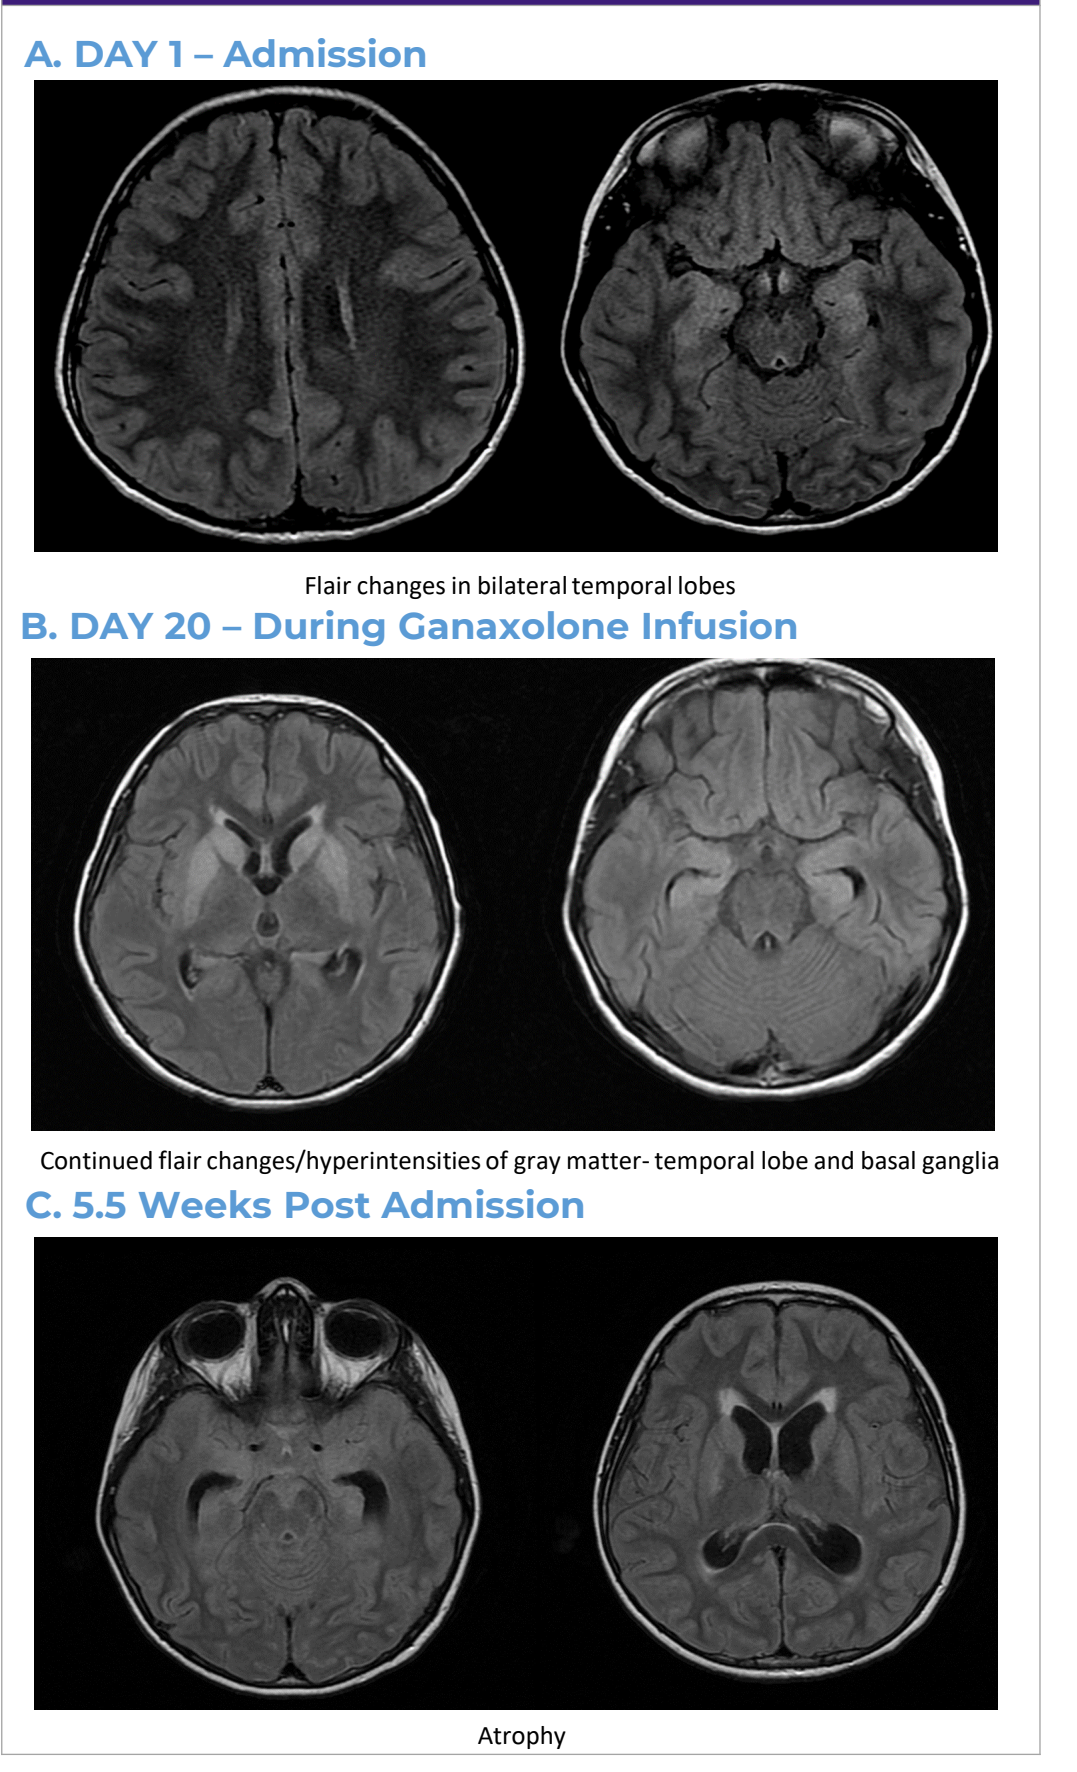 A. DAY 1 – Admission
Flair changes in bilateral temporal lobes
B. DAY 20 – During Ganaxolone Infusion
Continued flair changes/hyperintensities of gray matter- temporal lobe and basal ganglia
C. 5.5 Weeks Post Admission
Atrophy